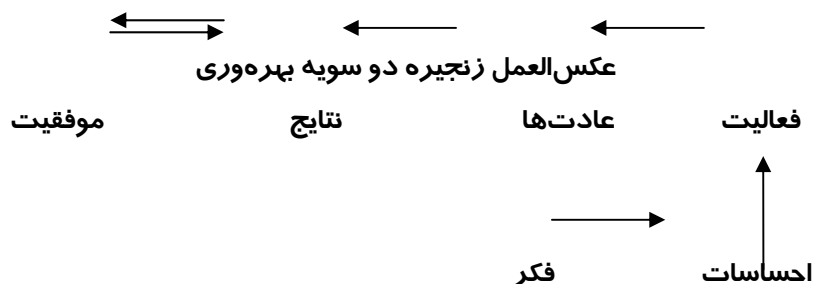 عکس‌العمل زنجیره دو سویه بهره‌وری
فعالیت عادت‌ها نتایج موفقیت
احساسات فکر